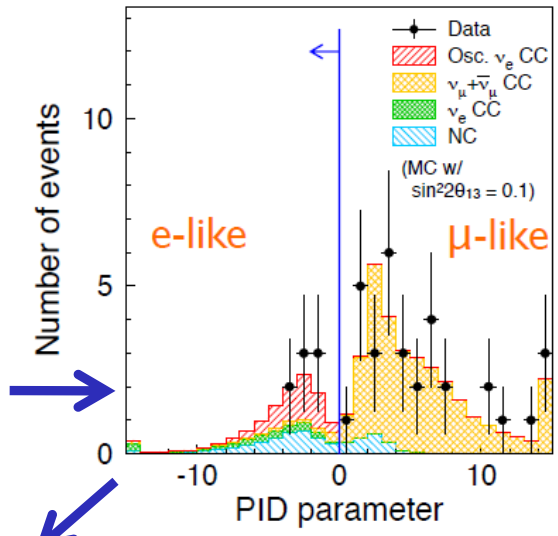 Data
Osc. νe CC
νμ+ν̄μ CC
νe CC
NC
(MC w/
sin²2θ13 = 0.1)
e-like
μ-like
Number of events
10
5
0
-10
0
10
PID parameter